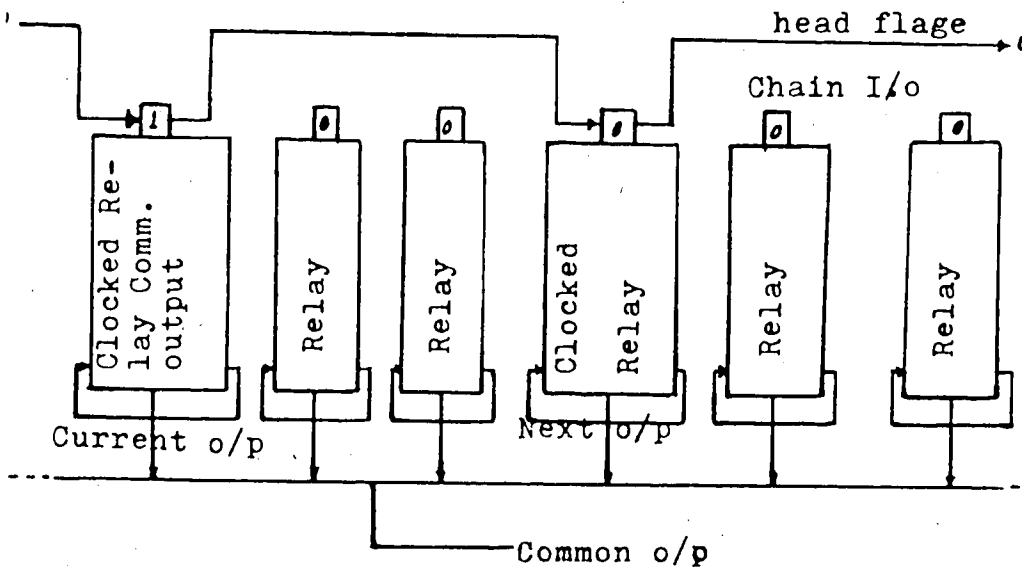 head flage
Chain I/o
1
0
0
0
0
0
Clocked Re-
lay Comm.
output
Relay
Relay
Clocked
Relay
Relay
Relay
Current o/p
Next o/p
Common o/p